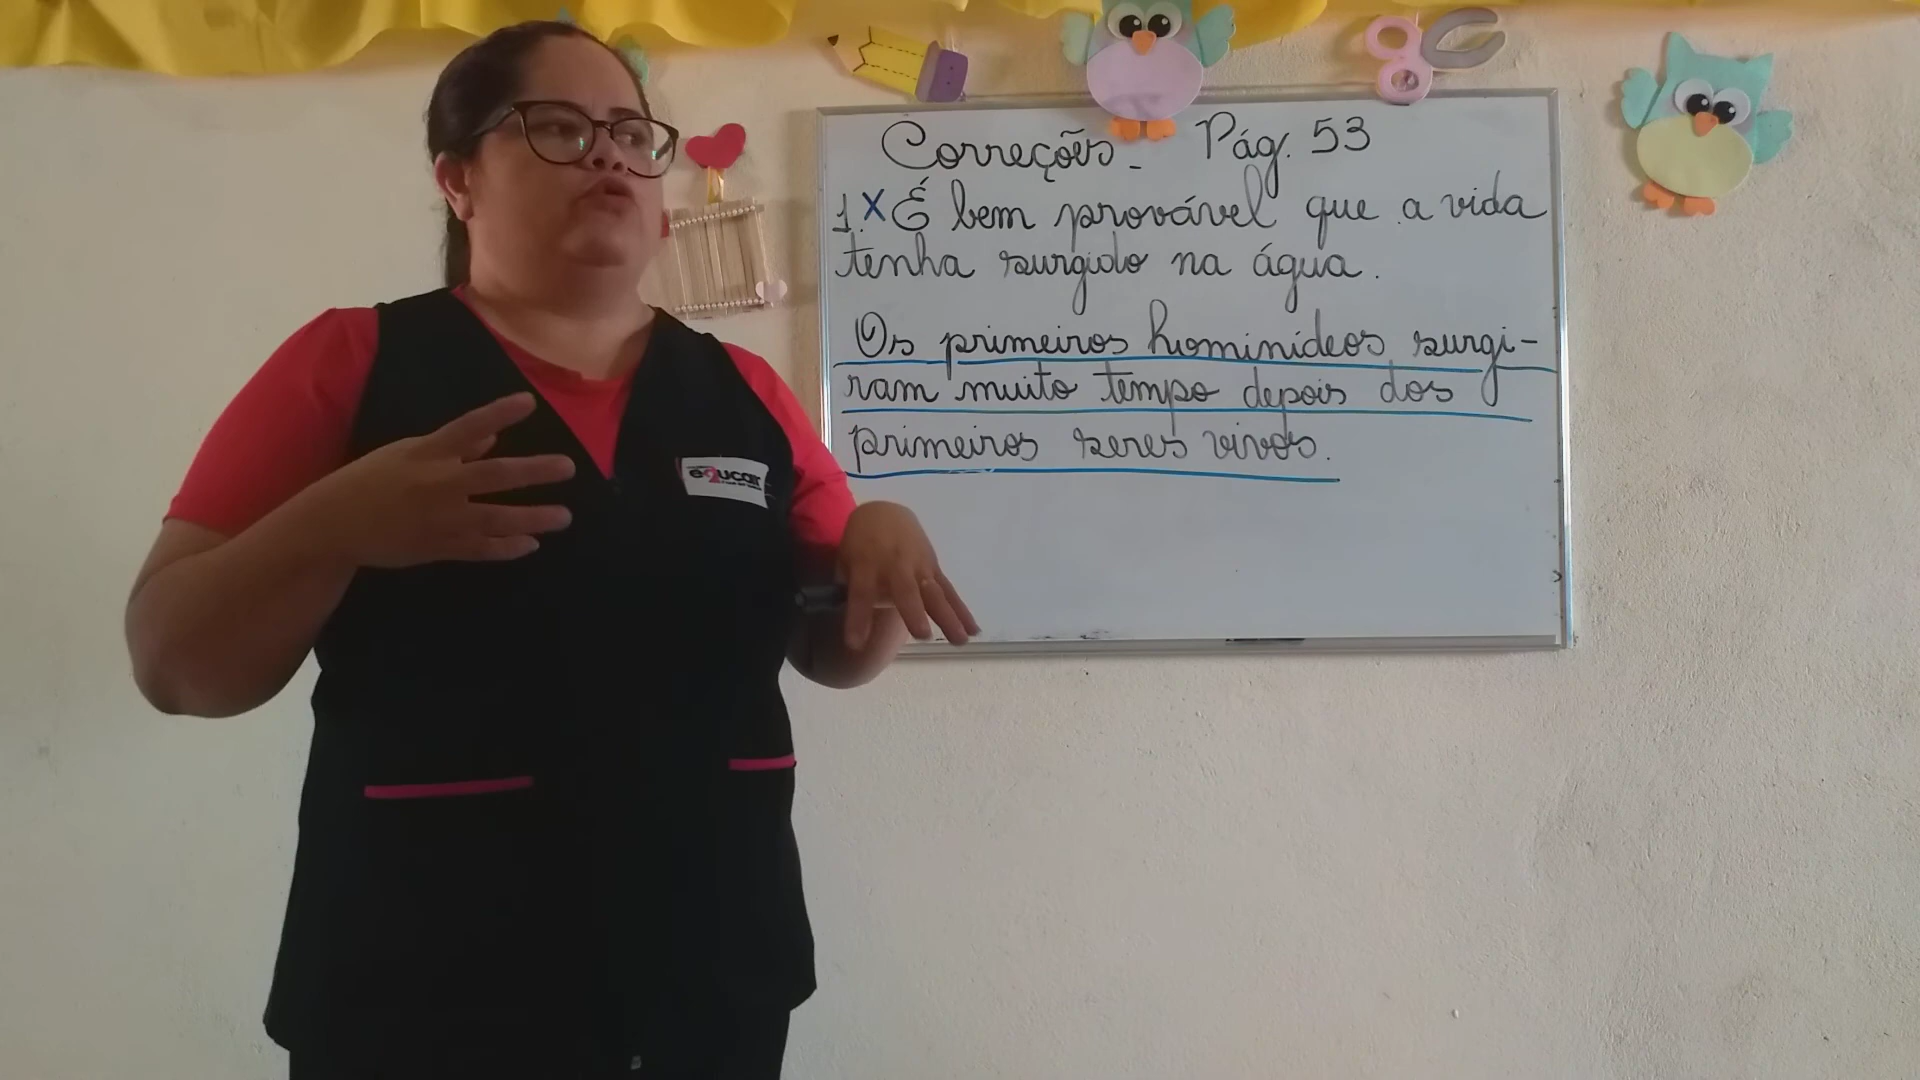 Correções - Pág. 53
1. X É bem provável que a vida
tenha surgido na água.
Os primeiros hominídeos surgi-
ram muito tempo depois dos
primeiros seres vivos.
e2ucar